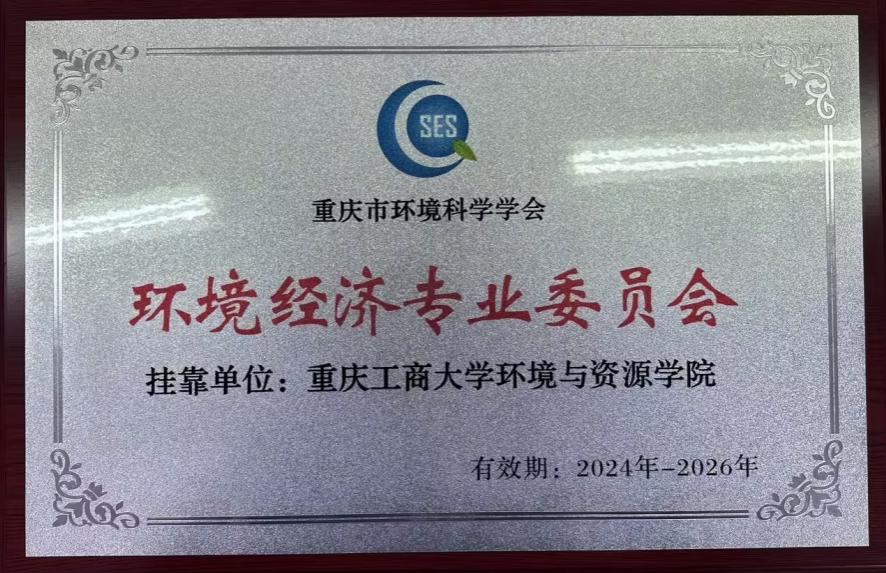 SES
重庆市环境科学学会
环境经济专业委员会
挂靠单位：重庆工商大学环境与资源学院
有效期：2024年-2026年